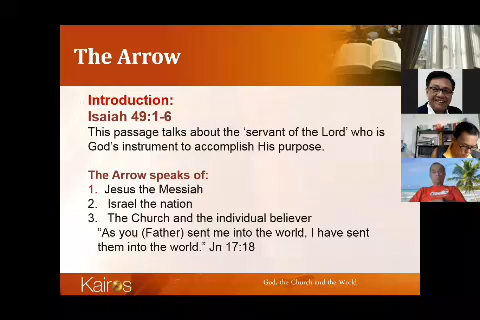 The Arrow
Introduction:
Isaiah 49:1-6
This passage talks about the ‘servant of the Lord’ who is
God’s instrument to accomplish His purpose.
The Arrow speaks of:
1. Jesus the Messiah
2. Israel the nation
3. The Church and the individual believer
“As you (Father) sent me into the world, I have sent
them into the world.” Jn 17:18
Kairos
God, the Church and the World